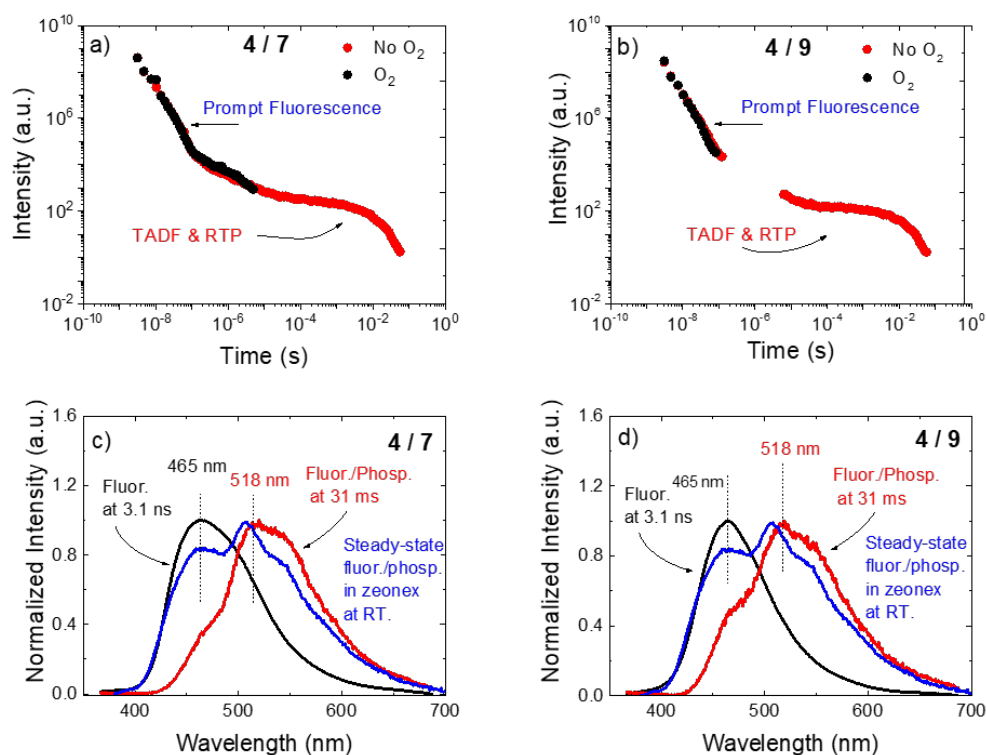 a)
4 / 7
No O2
O2
Prompt Fluorescence
TADF & RTP
Intensity (a.u.)
10^10
10^6
10^2
10^-2
10^-10
10^-8
10^-6
10^-4
10^-2
10^0
Time (s)
b)
4 / 9
No O2
O2
Prompt Fluorescence
TADF & RTP
Intensity (a.u.)
10^10
10^6
10^2
10^-2
10^-10
10^-8
10^-6
10^-4
10^-2
10^0
Time (s)
c)
4 / 7
465 nm
518 nm
Fluor.
at 3.1 ns
Fluor./Phosp.
at 31 ms
Steady-state
fluor./phosp.
in zeonex
at RT.
Normalized Intensity (a.u.)
1.6
1.2
0.8
0.4
0.0
400
500
600
700
Wavelength (nm)
d)
4 / 9
465 nm
518 nm
Fluor.
at 3.1 ns
Fluor./Phosp.
at 31 ms
Steady-state
fluor./phosp.
in zeonex
at RT.
Normalized Intensity (a.u.)
1.6
1.2
0.8
0.4
0.0
400
500
600
700
Wavelength (nm)